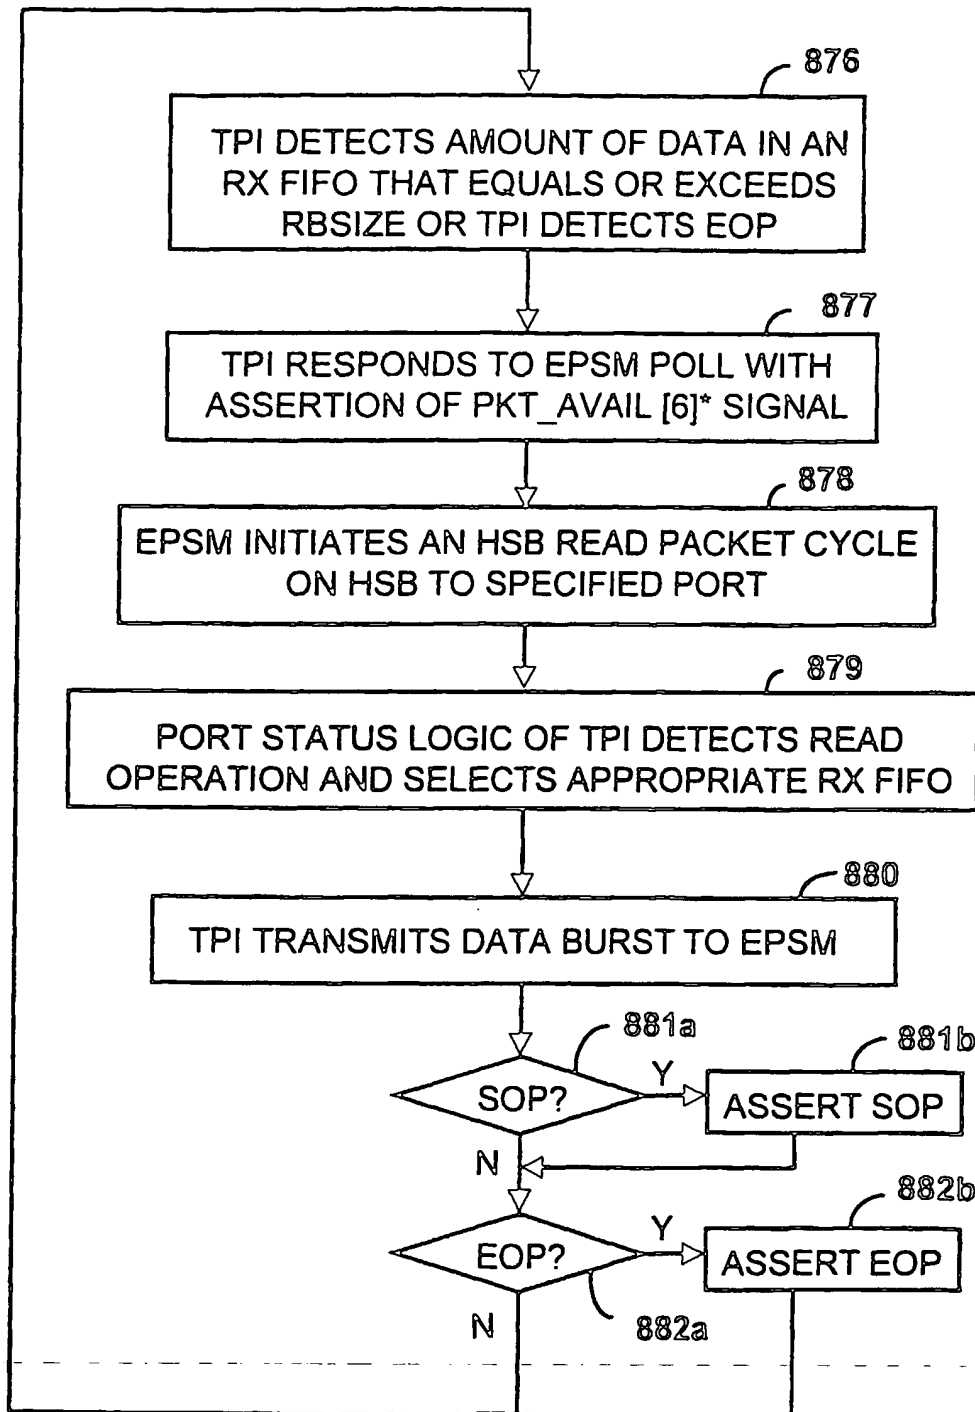 876
TPI DETECTS AMOUNT OF DATA IN AN
RX FIFO THAT EQUALS OR EXCEEDS
RBSIZE OR TPI DETECTS EOP
877
TPI RESPONDS TO EPSM POLL WITH
ASSERTION OF PKT_AVAIL [6]* SIGNAL
878
EPSM INITIATES AN HSB READ PACKET CYCLE
ON HSB TO SPECIFIED PORT
879
PORT STATUS LOGIC OF TPI DETECTS READ
OPERATION AND SELECTS APPROPRIATE RX FIFO
880
TPI TRANSMITS DATA BURST TO EPSM
881a
881b
SOP?
Y
ASSERT SOP
N
882b
EOP?
Y
ASSERT EOP
N
882a